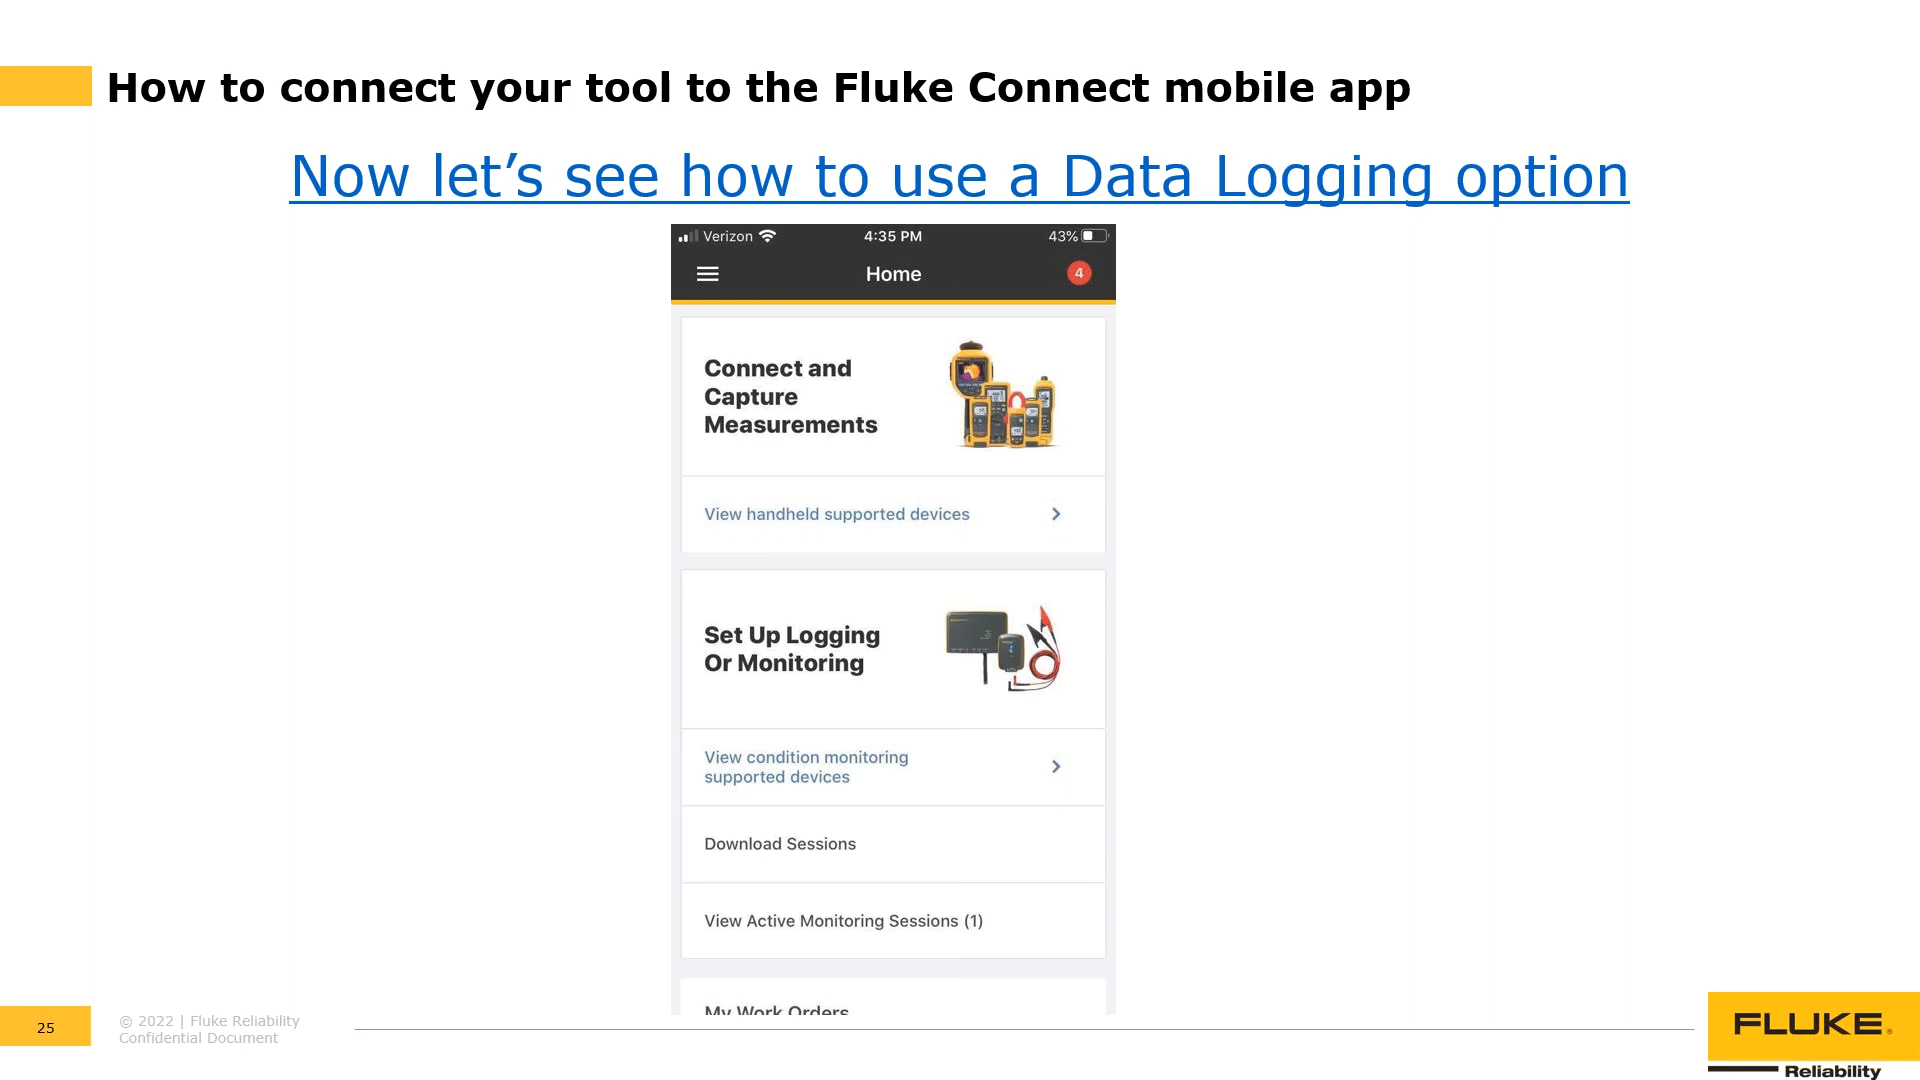 How to connect your tool to the Fluke Connect mobile app
Now let’s see how to use a Data Logging option
Verizon 4:35 PM 43%
Home 4
Connect and
Capture
Measurements
View handheld supported devices
Set Up Logging
Or Monitoring
View condition monitoring
supported devices
Download Sessions
View Active Monitoring Sessions (1)
My Work Orders
25
© 2022 | Fluke Reliability
Confidential Document
FLUKE®
Reliability